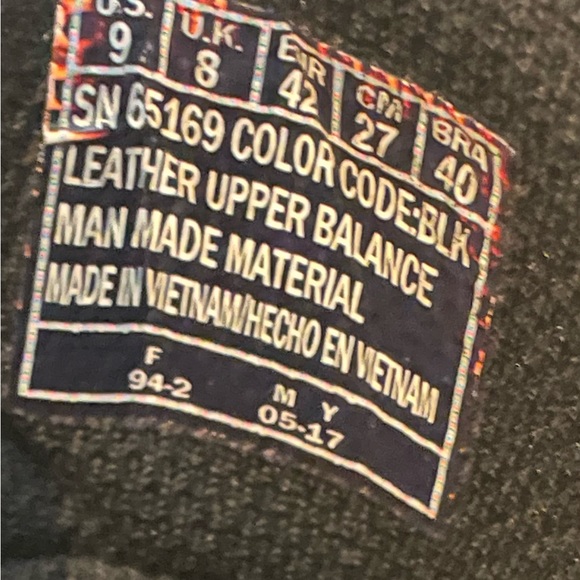 U.S. U.K. EUR CM BRA
9 8 42 27 40
SN 65169 COLOR CODE:BLK
LEATHER UPPER BALANCE
MAN MADE MATERIAL
MADE IN VIETNAM/HECHO EN VIETNAM
F M Y
94-2 05-17